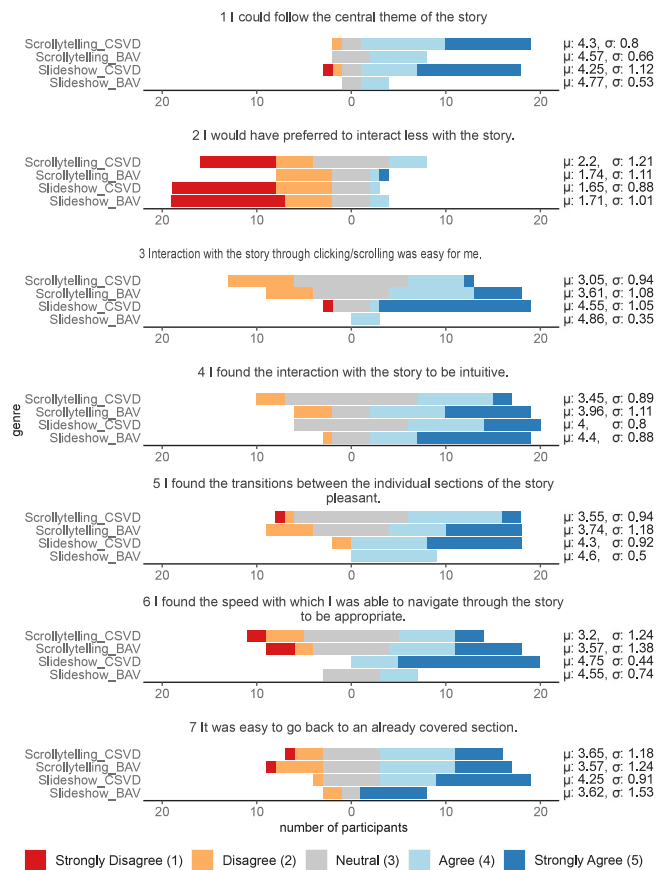 1 I could follow the central theme of the story
Scrollytelling_CSVD μ: 4.3, σ: 0.8
Scrollytelling_BAV μ: 4.57, σ: 0.66
Slideshow_CSVD μ: 4.25, σ: 1.12
Slideshow_BAV μ: 4.77, σ: 0.53
20 10 0 10 20
2 I would have preferred to interact less with the story.
Scrollytelling_CSVD μ: 2.2, σ: 1.21
Scrollytelling_BAV μ: 1.74, σ: 1.11
Slideshow_CSVD μ: 1.65, σ: 0.88
Slideshow_BAV μ: 1.71, σ: 1.01
20 10 0 10 20
3 Interaction with the story through clicking/scrolling was easy for me.
Scrollytelling_CSVD μ: 3.05, σ: 0.94
Scrollytelling_BAV μ: 3.61, σ: 1.08
Slideshow_CSVD μ: 4.55, σ: 1.05
Slideshow_BAV μ: 4.86, σ: 0.35
20 10 0 10 20
4 I found the interaction with the story to be intuitive.
Scrollytelling_CSVD μ: 3.45, σ: 0.89
Scrollytelling_BAV μ: 3.96, σ: 1.11
Slideshow_CSVD μ: 4, σ: 0.8
Slideshow_BAV μ: 4.4, σ: 0.88
20 10 0 10 20
genre
5 I found the transitions between the individual sections of the story
pleasant.
Scrollytelling_CSVD μ: 3.55, σ: 0.94
Scrollytelling_BAV μ: 3.74, σ: 1.18
Slideshow_CSVD μ: 4.3, σ: 0.92
Slideshow_BAV μ: 4.6, σ: 0.5
20 10 0 10 20
6 I found the speed with which I was able to navigate through the story
to be appropriate.
Scrollytelling_CSVD μ: 3.2, σ: 1.24
Scrollytelling_BAV μ: 3.57, σ: 1.38
Slideshow_CSVD μ: 4.75, σ: 0.44
Slideshow_BAV μ: 4.55, σ: 0.74
20 10 0 10 20
7 It was easy to go back to an already covered section.
Scrollytelling_CSVD μ: 3.65, σ: 1.18
Scrollytelling_BAV μ: 3.57, σ: 1.24
Slideshow_CSVD μ: 4.25, σ: 0.91
Slideshow_BAV μ: 3.62, σ: 1.53
20 10 0 10 20
number of participants
Strongly Disagree (1) Disagree (2) Neutral (3) Agree (4) Strongly Agree (5)